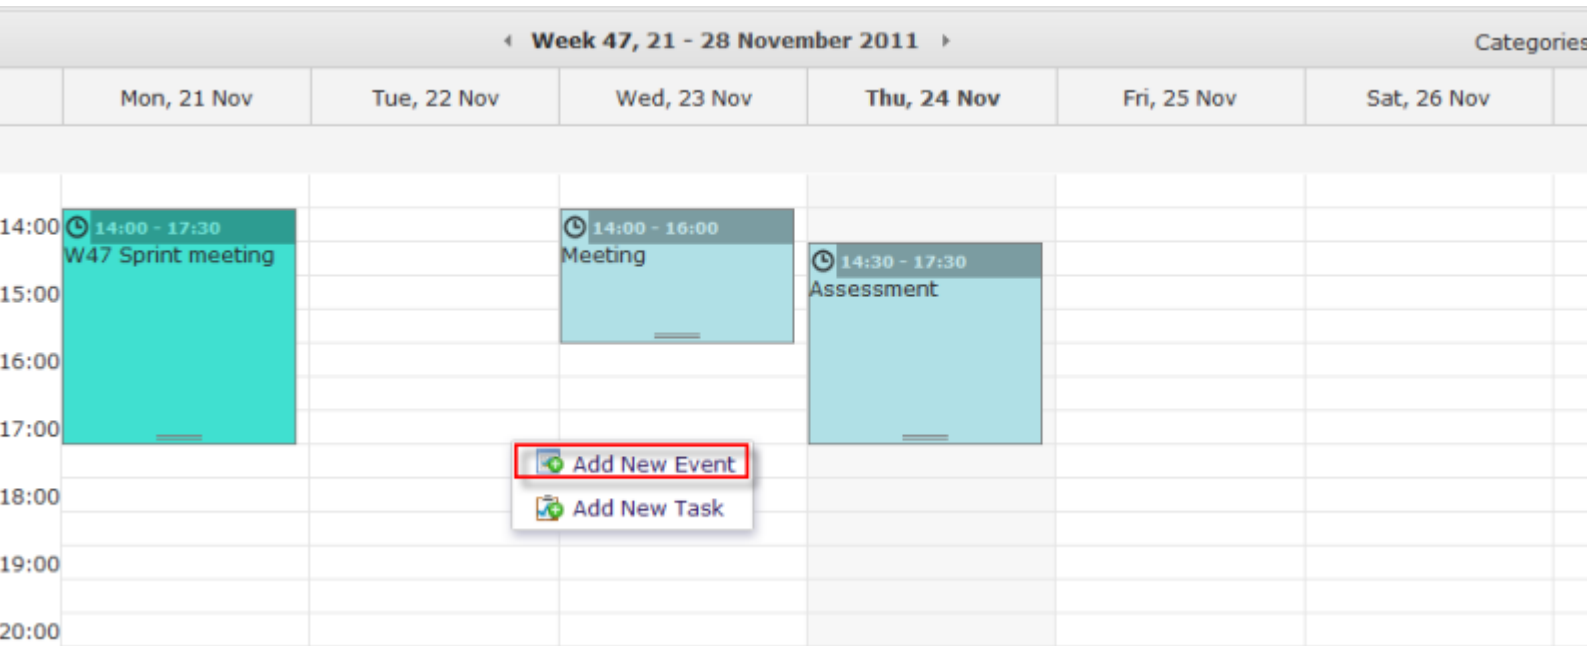 Week 47, 21 - 28 November 2011
Categories
Mon, 21 Nov
Tue, 22 Nov
Wed, 23 Nov
Thu, 24 Nov
Fri, 25 Nov
Sat, 26 Nov
14:00
14:00 - 17:30
W47 Sprint meeting
14:00 - 16:00
Meeting
14:30 - 17:30
Assessment
15:00
16:00
17:00
Add New Event
Add New Task
18:00
19:00
20:00